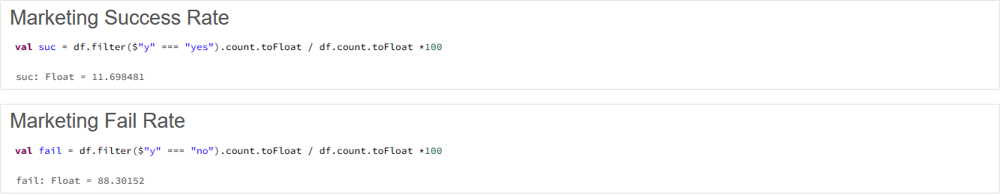 Marketing Success Rate
val suc = df.filter($"y" === "yes").count.toFloat / df.count.toFloat *100
suc: Float = 11.698481
Marketing Fail Rate
val fail = df.filter($"y" === "no").count.toFloat / df.count.toFloat *100
fail: Float = 88.30152